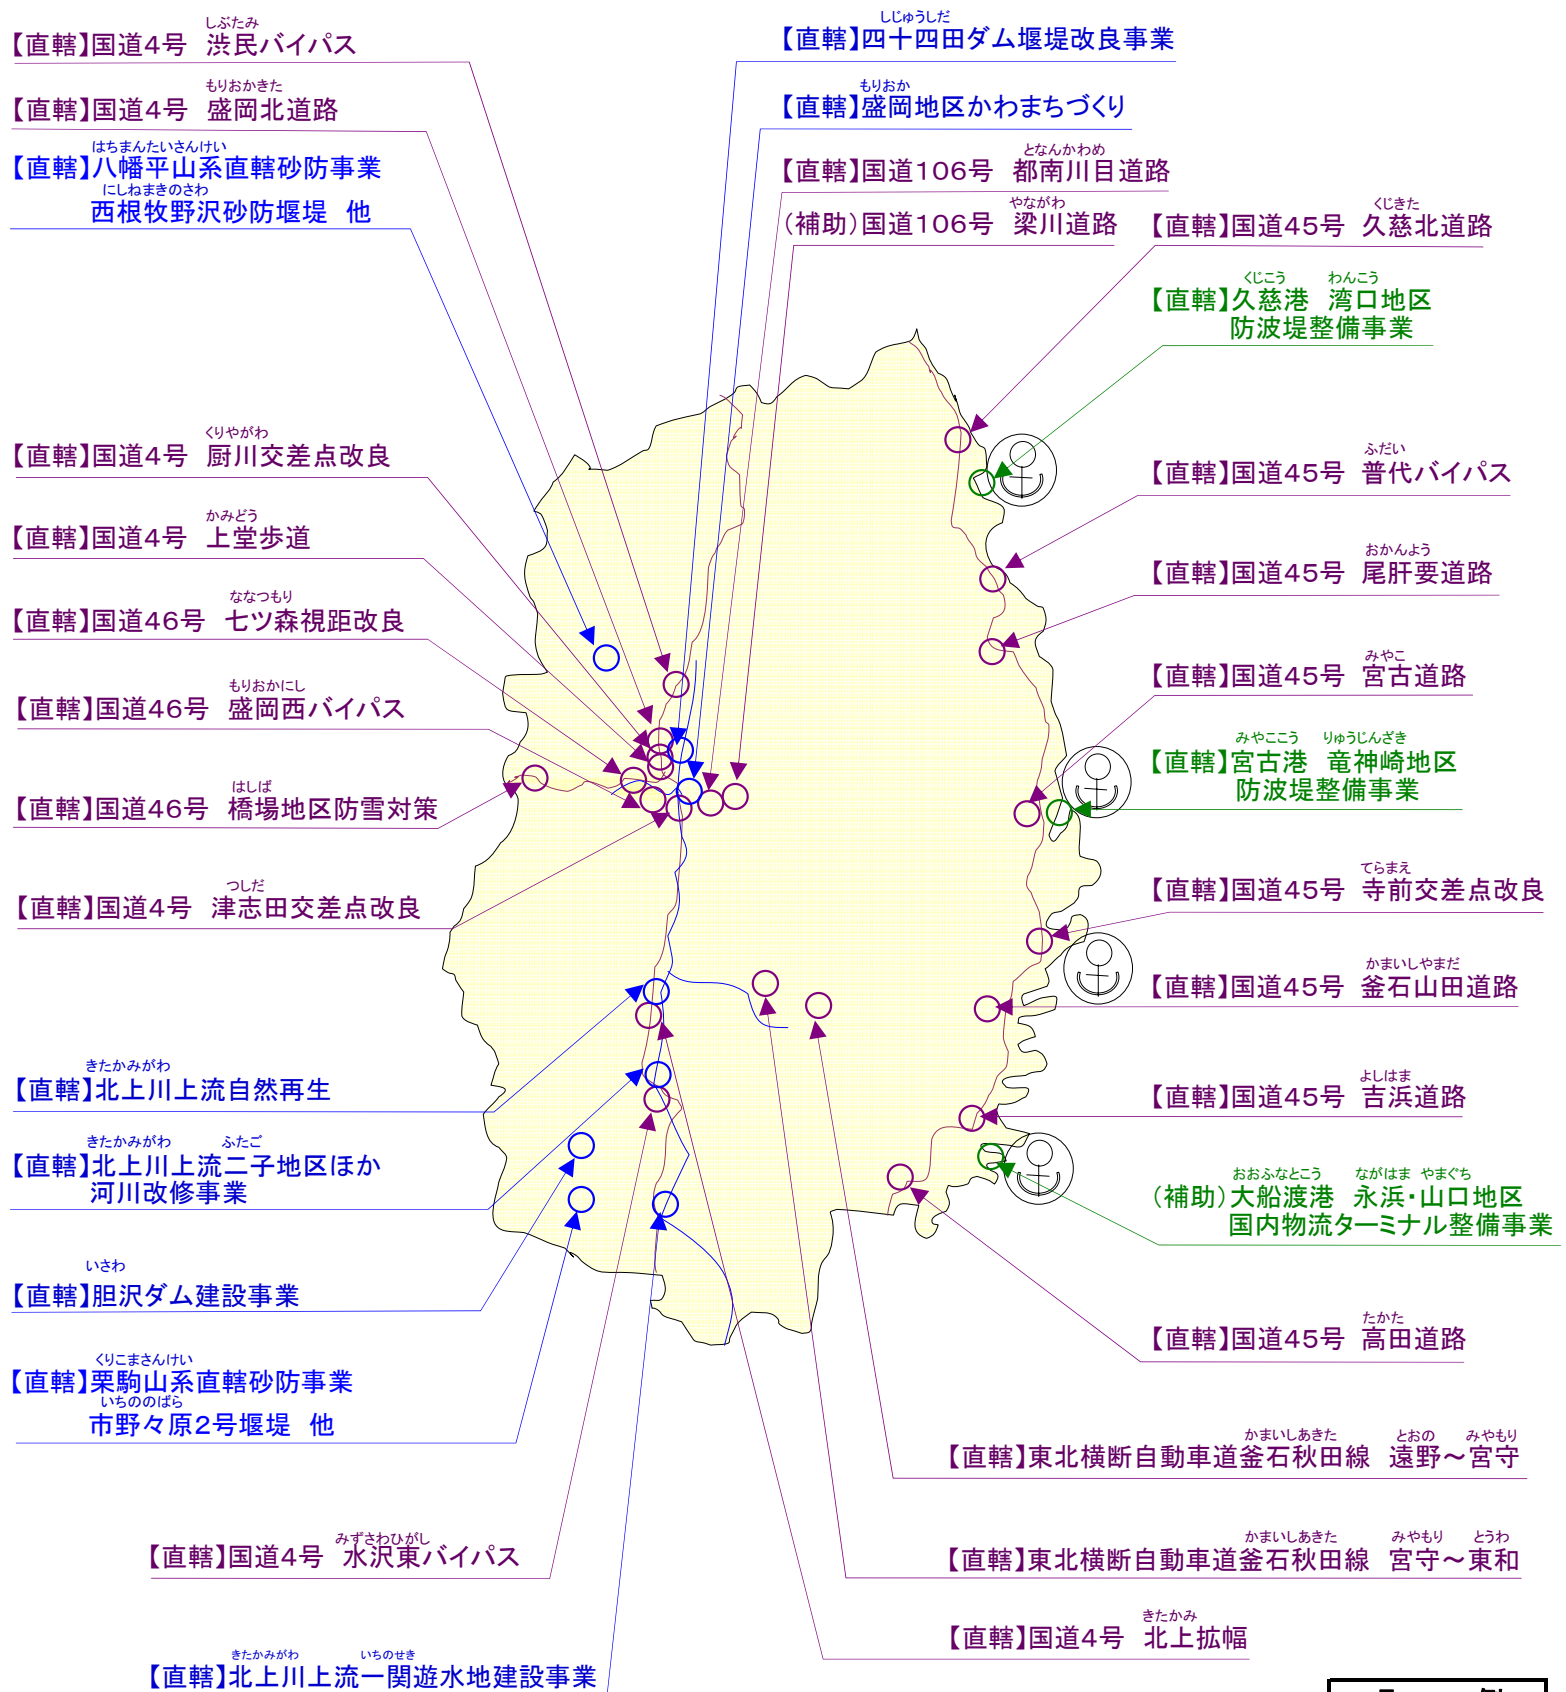 しぶたみ
【直轄】国道4号　渋民バイパス
もりおかきた
【直轄】国道4号　盛岡北道路
はちまんたいさんけい
【直轄】八幡平山系直轄砂防事業
にしねまきのさわ
西根牧野沢砂防堰堤　他
くりやがわ
【直轄】国道4号　厨川交差点改良
かみどう
【直轄】国道4号　上堂歩道
ななつもり
【直轄】国道46号　七ツ森視距改良
もりおかにし
【直轄】国道46号　盛岡西バイパス
はしば
【直轄】国道46号　橋場地区防雪対策
つしだ
【直轄】国道4号　津志田交差点改良
きたかみがわ
【直轄】北上川上流自然再生
きたかみがわ　ふたご
【直轄】北上川上流二子地区ほか
河川改修事業
いさわ
【直轄】胆沢ダム建設事業
くりこまさんけい
【直轄】栗駒山系直轄砂防事業
いちののばら
市野々原2号堰堤　他
みずさわひがし
【直轄】国道4号　水沢東バイパス
きたかみがわ　いちのせき
【直轄】北上川上流一関遊水地建設事業
しじゅうしだ
【直轄】四十四田ダム堰堤改良事業
もりおか
【直轄】盛岡地区かわまちづくり
となんかわめ
【直轄】国道106号　都南川目道路
やながわ
（補助）国道106号　梁川道路
くじきた
【直轄】国道45号　久慈北道路
くじこう　わんこう
【直轄】久慈港　湾口地区
防波堤整備事業
ふだい
【直轄】国道45号　普代バイパス
おかんよう
【直轄】国道45号　尾肝要道路
みやこ
【直轄】国道45号　宮古道路
みやここう　りゅうじんざき
【直轄】宮古港　竜神崎地区
防波堤整備事業
てらまえ
【直轄】国道45号　寺前交差点改良
かまいしやまだ
【直轄】国道45号　釜石山田道路
よしはま
【直轄】国道45号　吉浜道路
おおふなとこう　ながはま　やまぐち
（補助）大船渡港　永浜・山口地区
国内物流ターミナル整備事業
たかた
【直轄】国道45号　高田道路
かまいしあきた　とおの　みやもり
【直轄】東北横断自動車道釜石秋田線　遠野～宮守
かまいしあきた　みやもり　とうわ
【直轄】東北横断自動車道釜石秋田線　宮守～東和
きたかみ
【直轄】国道4号　北上拡幅